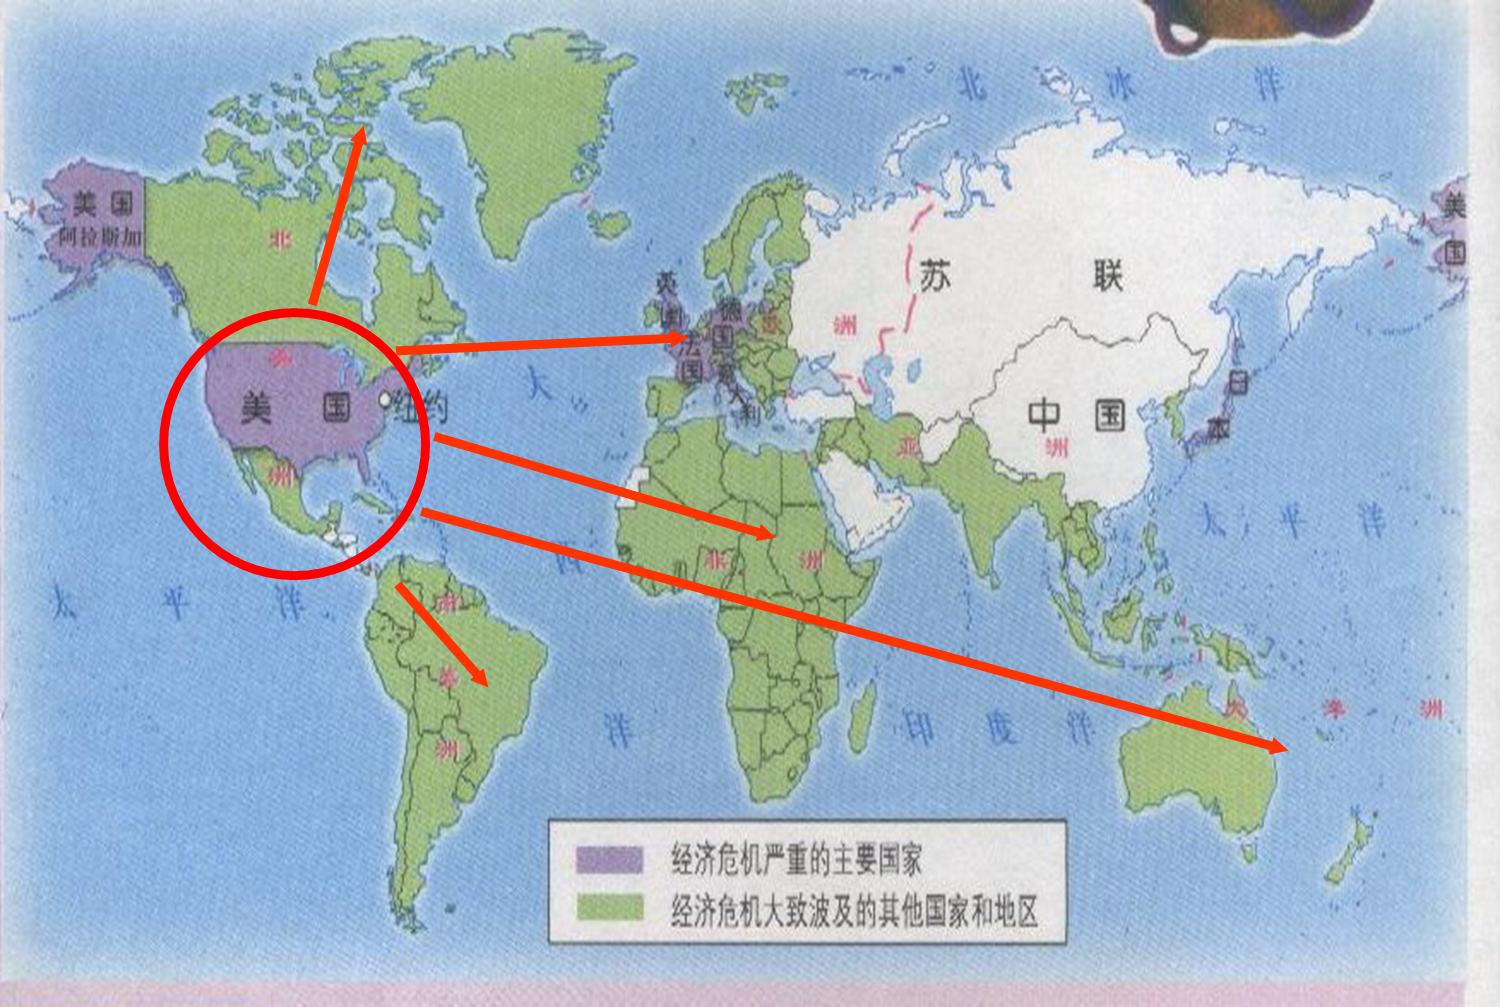 北 冰 洋
美 国
阿拉斯加
北
美
洲
美 国
纽约
大
西
洋
英
国
法
国
德
国
意
大
利
欧
洲
苏 联
中 国
亚
洲
日
本
美
国
非 洲
南
美
洲
太 平 洋
太 平 洋
印 度 洋
大 洋 洲
经济危机严重的主要国家
经济危机大致波及的其他国家和地区